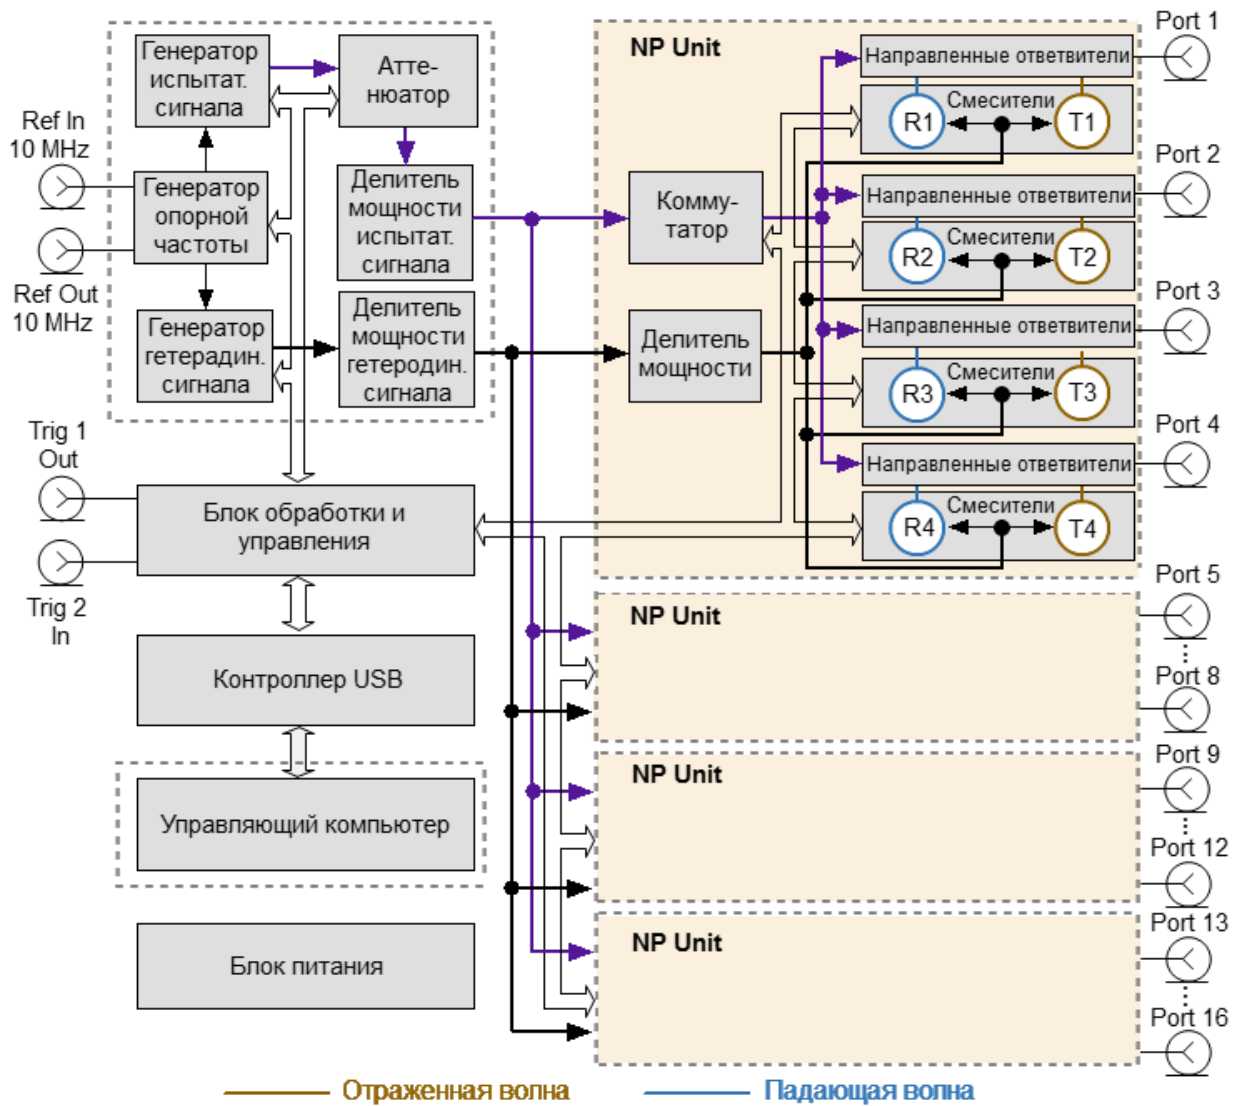 Генератор
испытат.
сигнала
Атте-
нюатор
Ref In
10 MHz
Генератор
опорной
частоты
Делитель
мощности
испытат.
сигнала
Ref Out
10 MHz
Генератор
гетерадин.
сигнала
Делитель
мощности
гетеродин.
сигнала
Trig 1
Out
Блок обработки и
управления
Trig 2
In
Контроллер USB
Управляющий компьютер
Блок питания
NP Unit
Комму-
татор
Делитель
мощности
Направленные ответвители
Смесители
R1
T1
Port 1
Направленные ответвители
Смесители
R2
T2
Port 2
Направленные ответвители
Смесители
R3
T3
Port 3
Направленные ответвители
Смесители
R4
T4
Port 4
NP Unit
Port 5
Port 8
NP Unit
Port 9
Port 12
NP Unit
Port 13
Port 16
Отраженная волна
Падающая волна